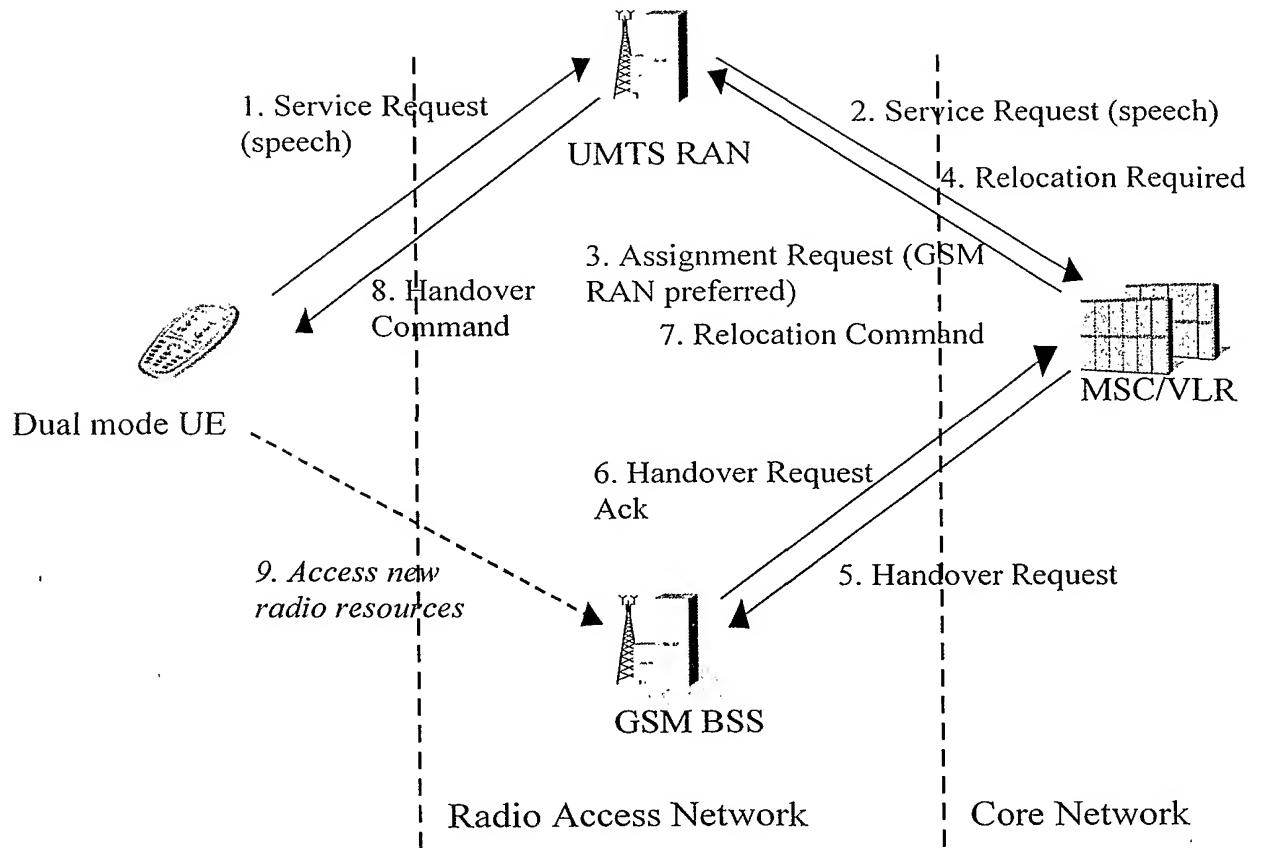 1. Service Request
(speech)
2. Service Request (speech)
UMTS RAN
4. Relocation Required
3. Assignment Request (GSM
RAN preferred)
8. Handover
Command
7. Relocation Command
MSC/VLR
Dual mode UE
6. Handover Request
Ack
9. Access new
radio resources
5. Handover Request
GSM BSS
Radio Access Network
Core Network